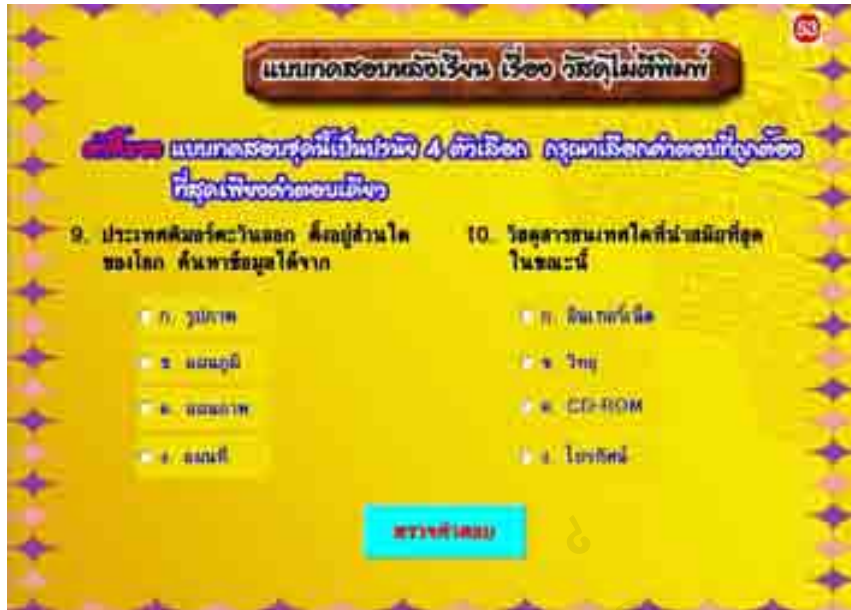 53
แบบทดสอบหลังเรียน เรื่อง วัสดุไม่ตีพิมพ์
คำชี้แจง แบบทดสอบชุดนี้เป็นปรนัย 4 ตัวเลือก กรุณาเลือกคำตอบที่ถูกต้อง
ที่สุดเพียงคำตอบเดียว
9. ประเทศติมอร์ตะวันออก ตั้งอยู่ส่วนใด
ของโลก ค้นหาข้อมูลได้จาก
ก. รูปภาพ
ข. แผนภูมิ
ค. แผนภาพ
ง. แผนที่
10. วัสดุสารสนเทศใดที่นำสมัยที่สุด
ในขณะนี้
ก. อินเทอร์เน็ต
ข. วิทยุ
ค. CD-ROM
ง. โทรทัศน์
ตรวจคำตอบ